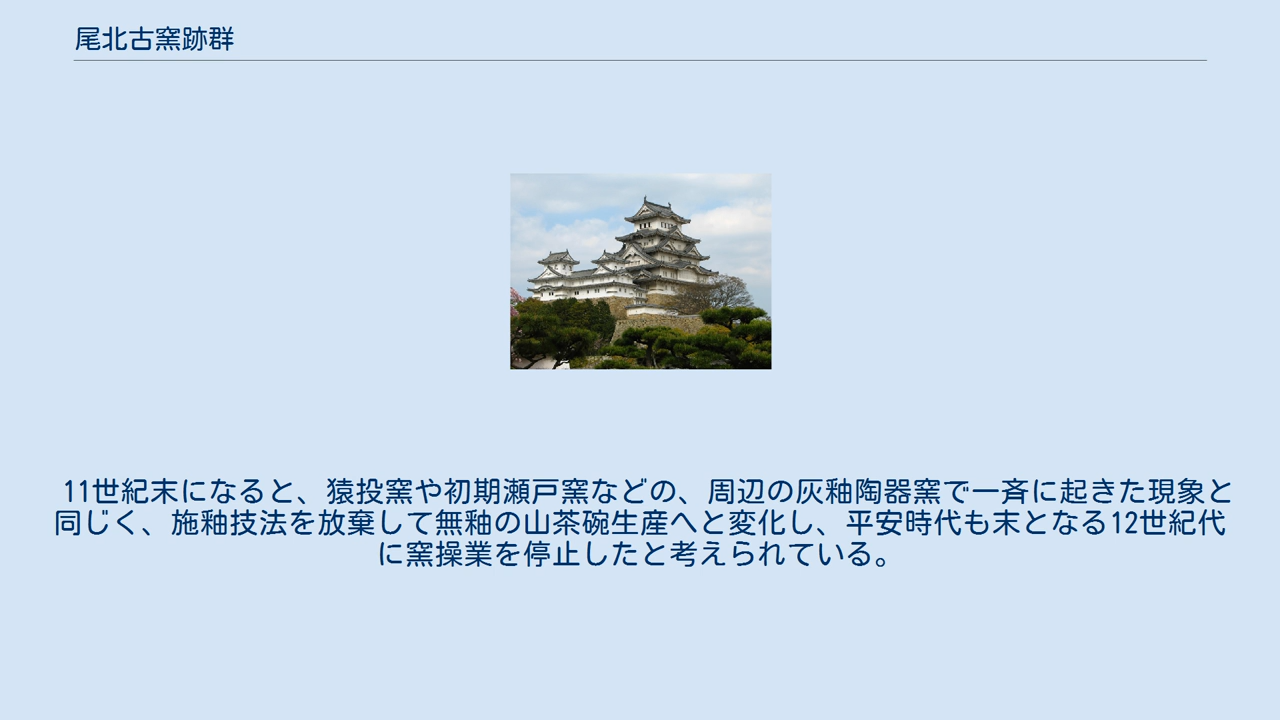 尾北古窯跡群
11世紀末になると、猿投窯や初期瀬戸窯などの、周辺の灰釉陶器窯で一斉に起きた現象と
同じく、施釉技法を放棄して無釉の山茶碗生産へと変化し、平安時代も末となる12世紀代
に窯操業を停止したと考えられている。